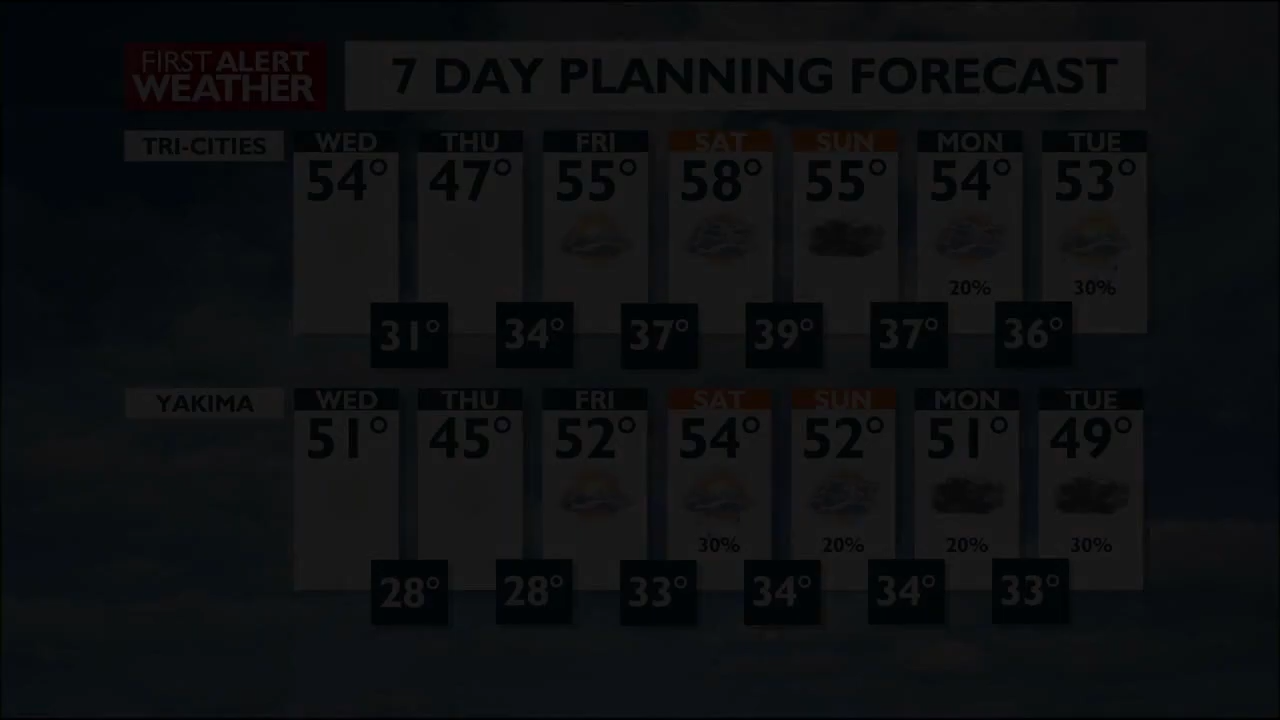 FIRST ALERT
WEATHER
7 DAY PLANNING FORECAST
TRI-CITIES
WED THU FRI SAT SUN MON TUE
54° 47° 55° 58° 55° 54° 53°
20% 30%
31° 34° 37° 39° 37° 36°
YAKIMA
WED THU FRI SAT SUN MON TUE
51° 45° 52° 54° 52° 51° 49°
30% 20% 20% 30%
28° 28° 33° 34° 34° 33°